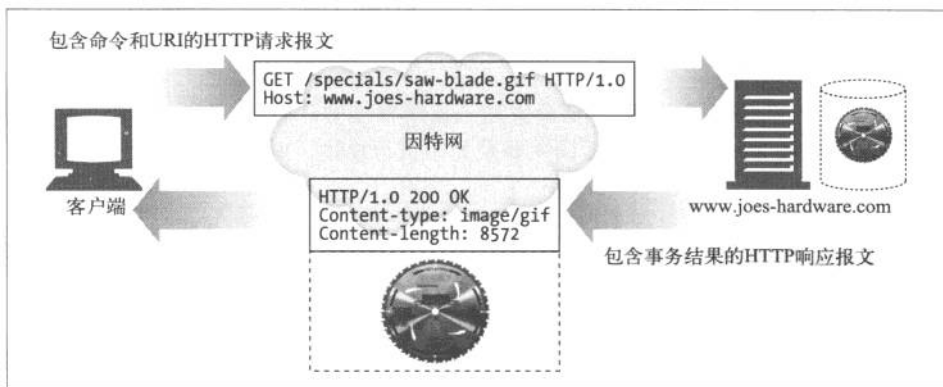 包含命令和URI的HTTP请求报文
GET /specials/saw-blade.gif HTTP/1.0
Host: www.joes-hardware.com
因特网
客户端
HTTP/1.0 200 OK
Content-type: image/gif
Content-length: 8572
www.joes-hardware.com
包含事务结果的HTTP响应报文